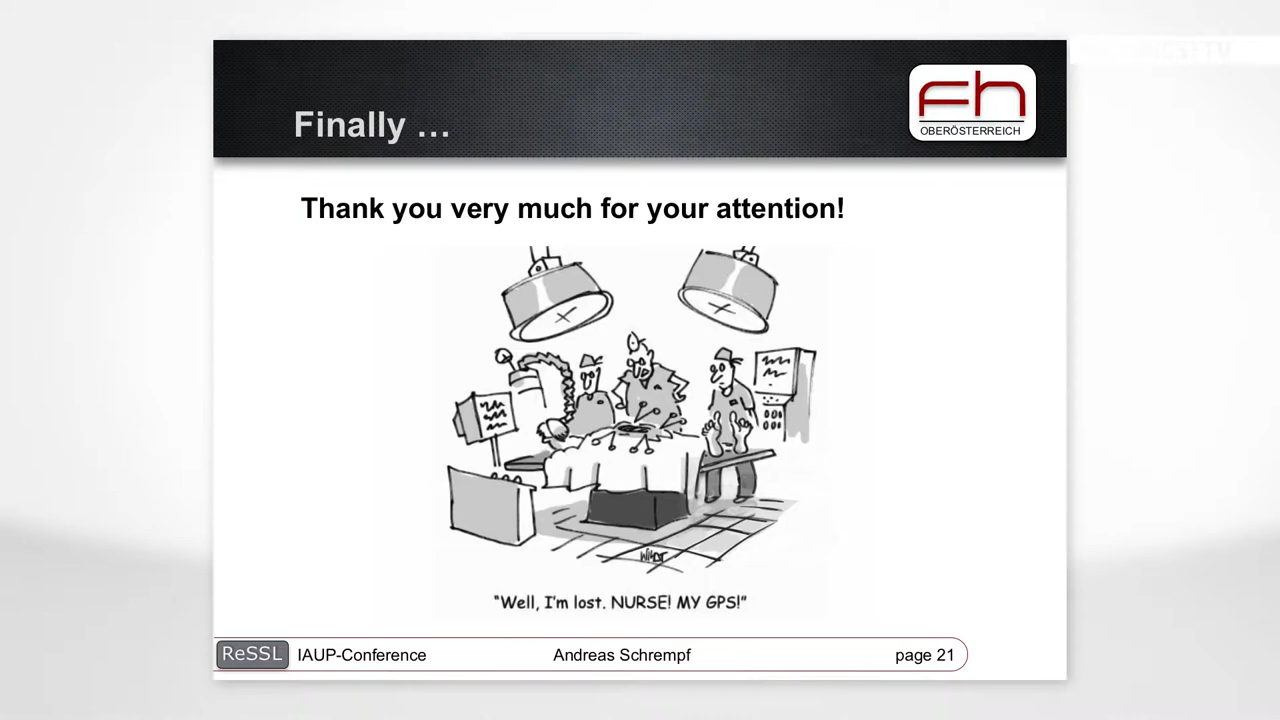 Finally …
Fh
OBERÖSTERREICH
Thank you very much for your attention!
"Well, I'm lost. NURSE! MY GPS!"
ReSSL IAUP-Conference Andreas Schrempf page 21